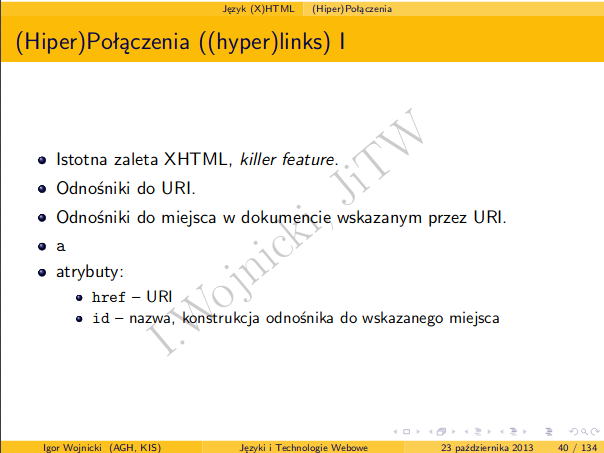 Język (X)HTML (Hiper)Połączenia
(Hiper)Połączenia ((hyper)links) I
Istotna zaleta XHTML, killer feature.
Odnośniki do URI.
Odnośniki do miejsca w dokumencie wskazanym przez URI.
a
atrybuty:
href – URI
id – nazwa, konstrukcja odnośnika do wskazanego miejsca
I.Wojnicki, JiTW
Igor Wojnicki (AGH, KIS) Języki i Technologie Webowe 23 października 2013 40 / 134